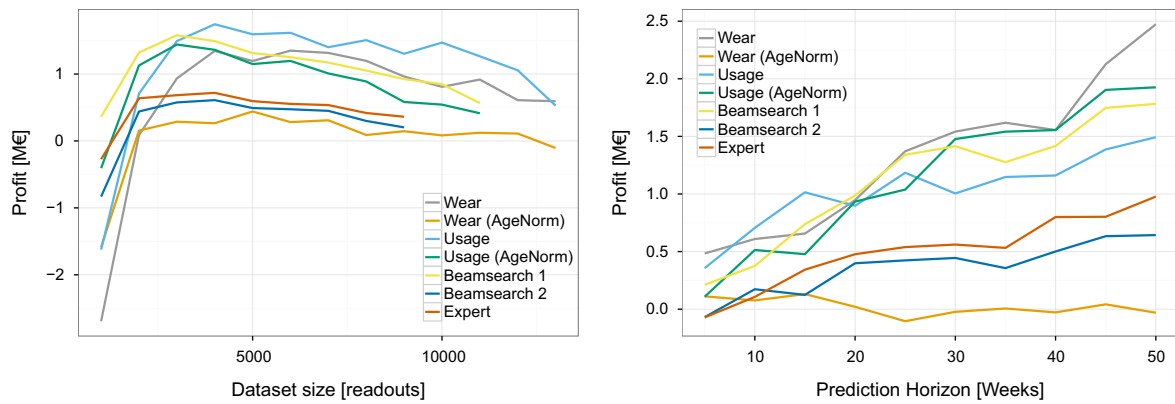 Profit [M€]
1
0
−1
−2
5000
10000
Dataset size [readouts]
Wear
Wear (AgeNorm)
Usage
Usage (AgeNorm)
Beamsearch 1
Beamsearch 2
Expert
Profit [M€]
2.5
2.0
1.5
1.0
0.5
0.0
10
20
30
40
50
Prediction Horizon [Weeks]
Wear
Wear (AgeNorm)
Usage
Usage (AgeNorm)
Beamsearch 1
Beamsearch 2
Expert